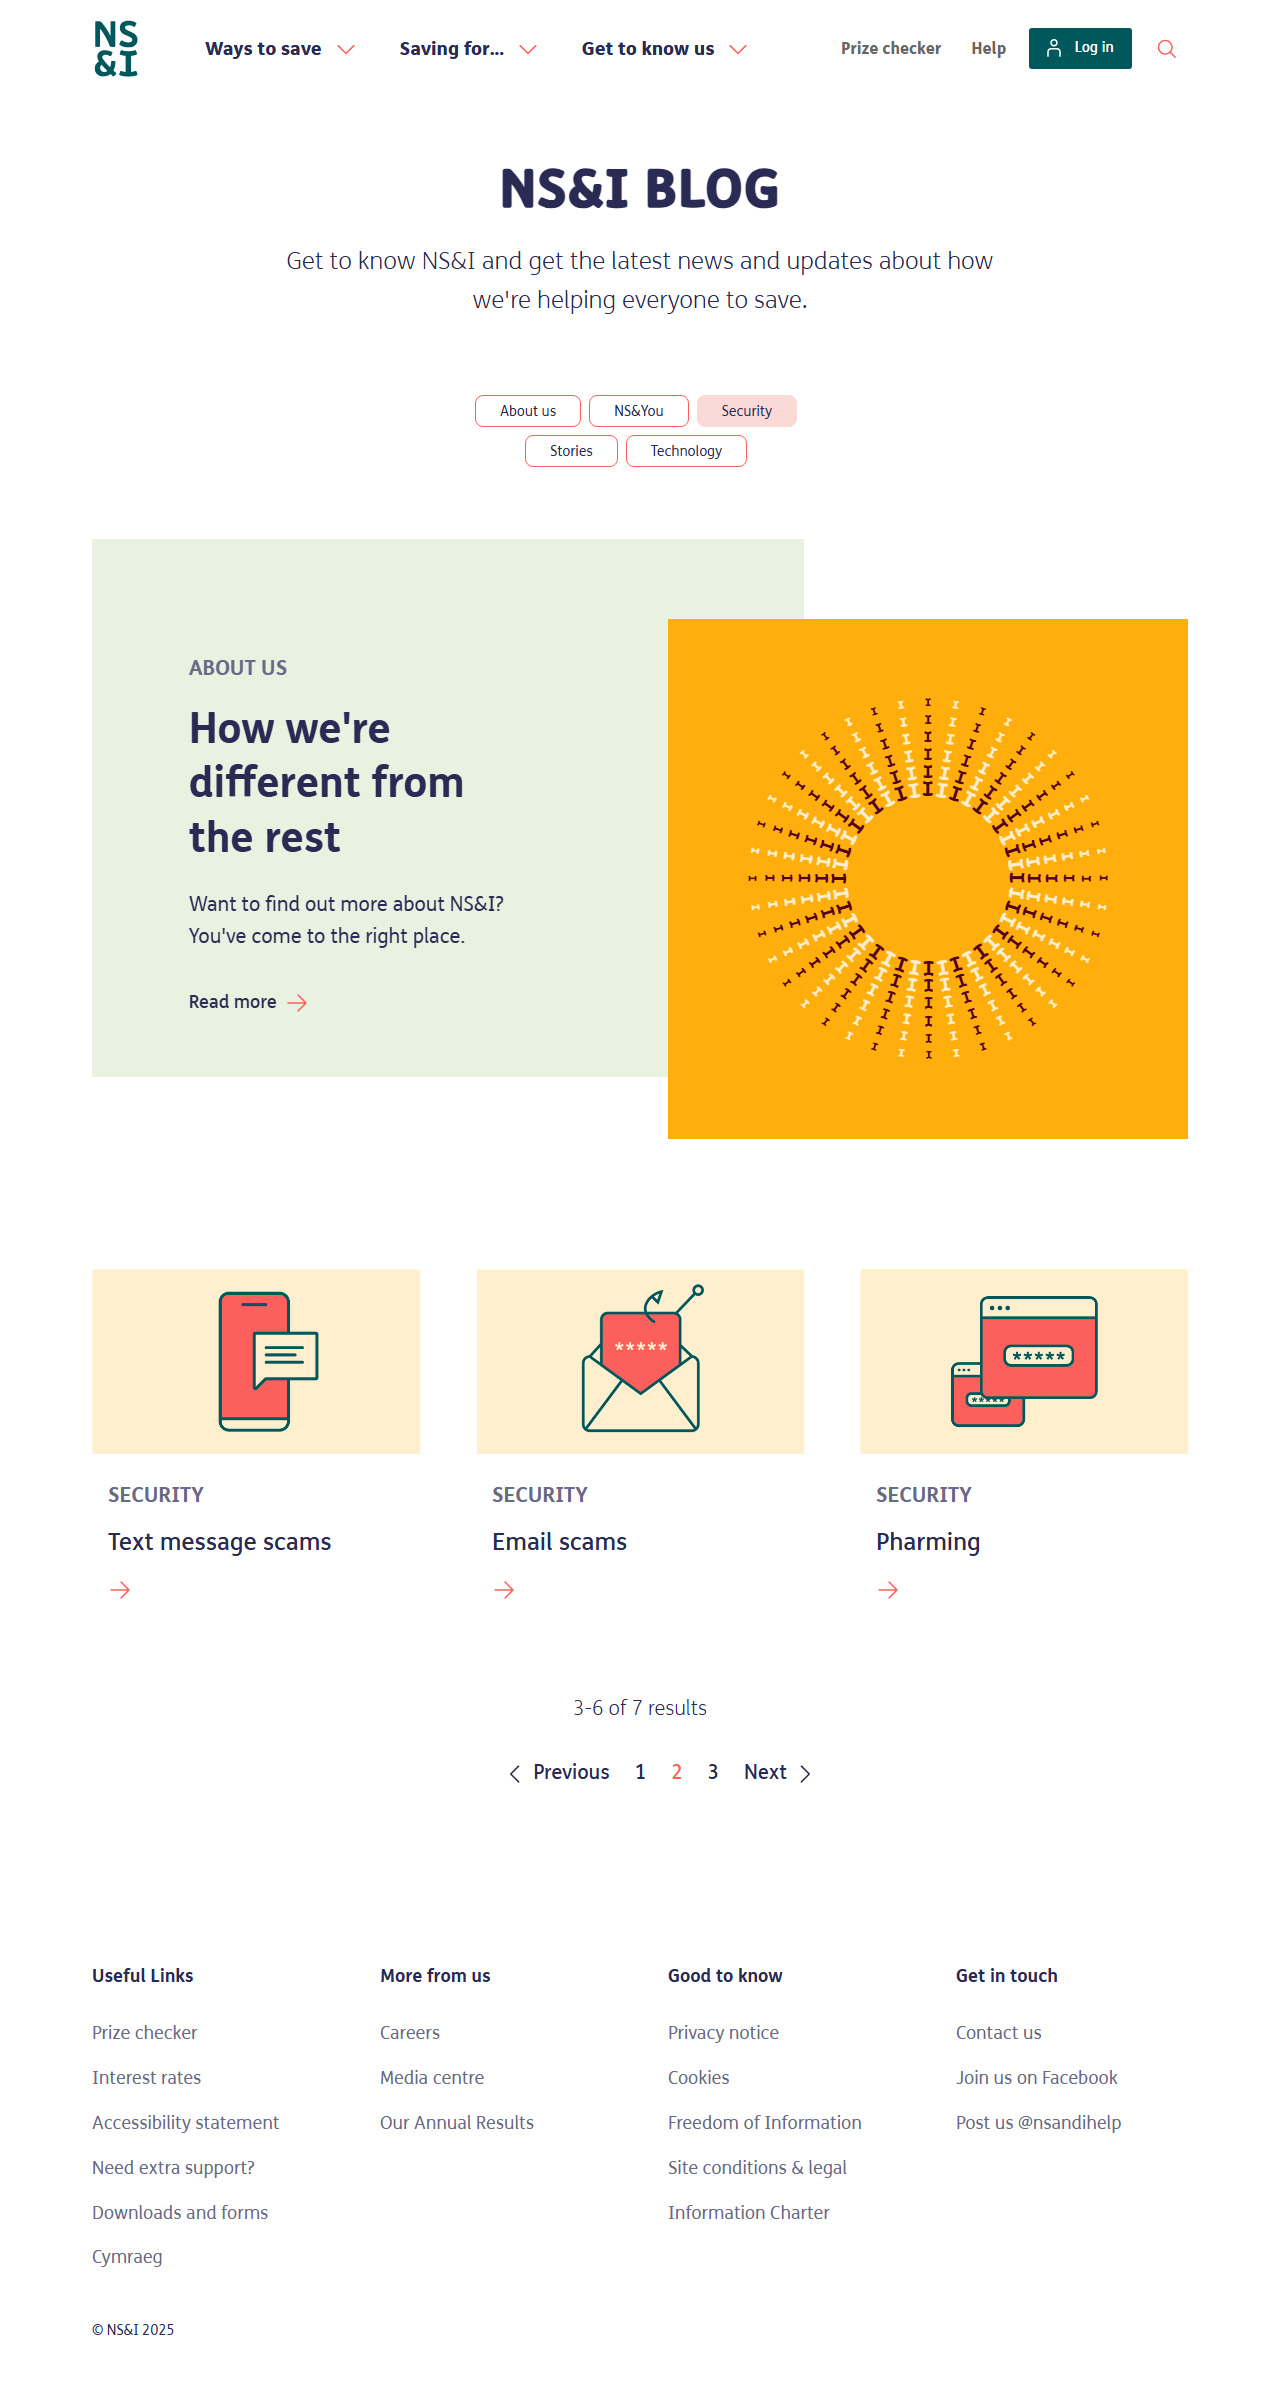 NS
&I
Ways to save
Saving for...
Get to know us
Prize checker
Help
Log in
NS&I BLOG
Get to know NS&I and get the latest news and updates about how
we're helping everyone to save.
About us
NS&You
Security
Stories
Technology
ABOUT US
How we're
different from
the rest
Want to find out more about NS&I?
You've come to the right place.
Read more
*****
*****
*****
SECURITY
Text message scams
SECURITY
Email scams
SECURITY
Pharming
3-6 of 7 results
Previous 1 2 3 Next
Useful Links
Prize checker
Interest rates
Accessibility statement
Need extra support?
Downloads and forms
Cymraeg
More from us
Careers
Media centre
Our Annual Results
Good to know
Privacy notice
Cookies
Freedom of Information
Site conditions & legal
Information Charter
Get in touch
Contact us
Join us on Facebook
Post us @nsandihelp
© NS&I 2025